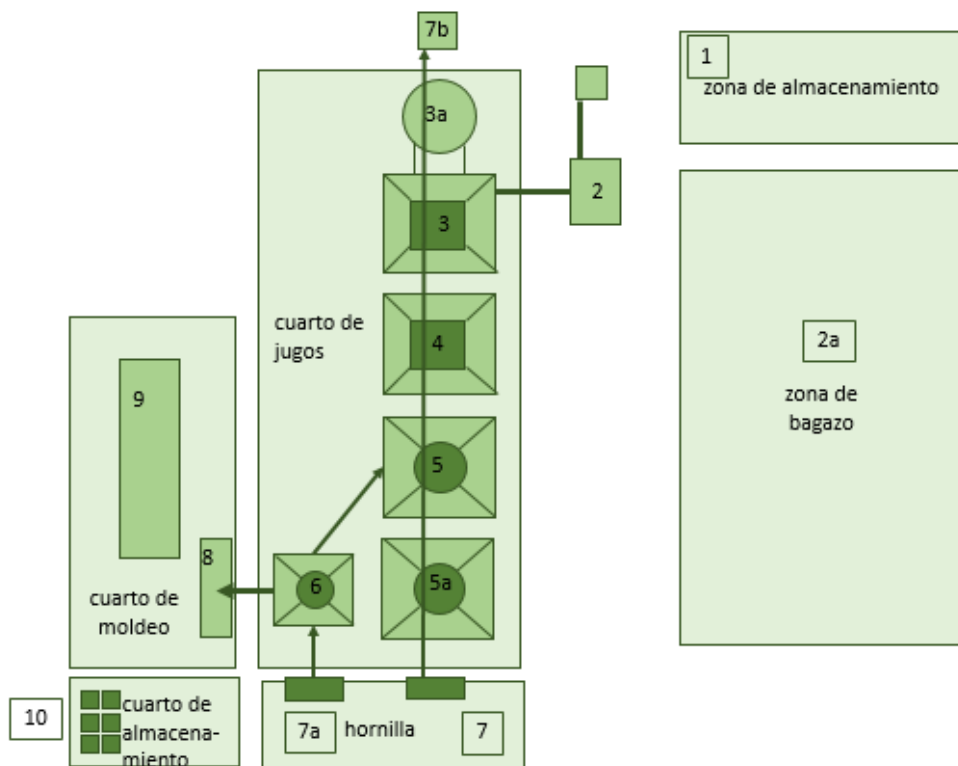 7b
1
zona de almacenamiento
3a
2
3
cuarto de
jugos
4
2a
zona de
bagazo
9
5
8
6
5a
cuarto de
moldeo
10
cuarto de
almacena-
miento
7a
hornilla
7